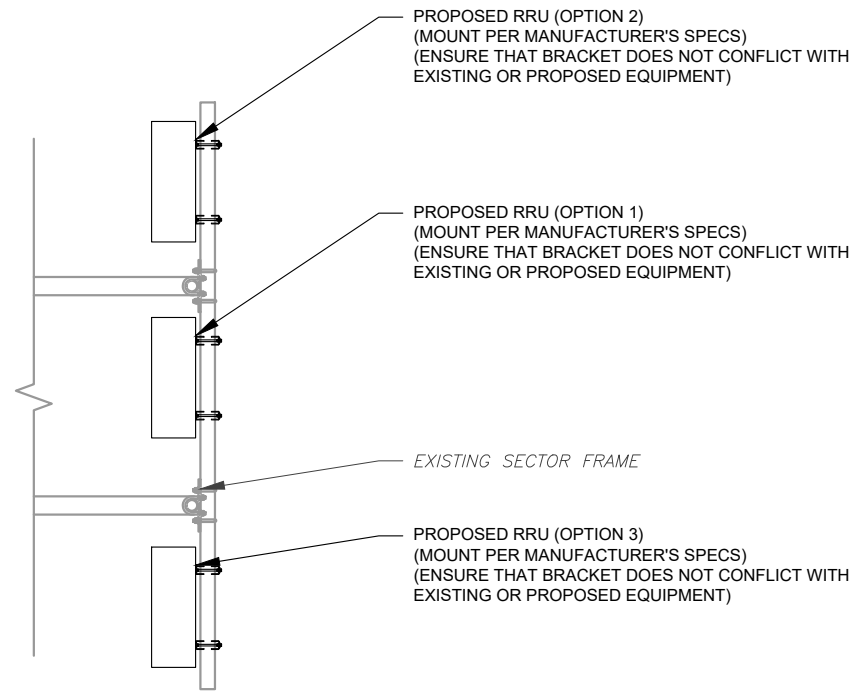 PROPOSED RRU (OPTION 2)
(MOUNT PER MANUFACTURER'S SPECS)
(ENSURE THAT BRACKET DOES NOT CONFLICT WITH
EXISTING OR PROPOSED EQUIPMENT)
PROPOSED RRU (OPTION 1)
(MOUNT PER MANUFACTURER'S SPECS)
(ENSURE THAT BRACKET DOES NOT CONFLICT WITH
EXISTING OR PROPOSED EQUIPMENT)
EXISTING SECTOR FRAME
PROPOSED RRU (OPTION 3)
(MOUNT PER MANUFACTURER'S SPECS)
(ENSURE THAT BRACKET DOES NOT CONFLICT WITH
EXISTING OR PROPOSED EQUIPMENT)